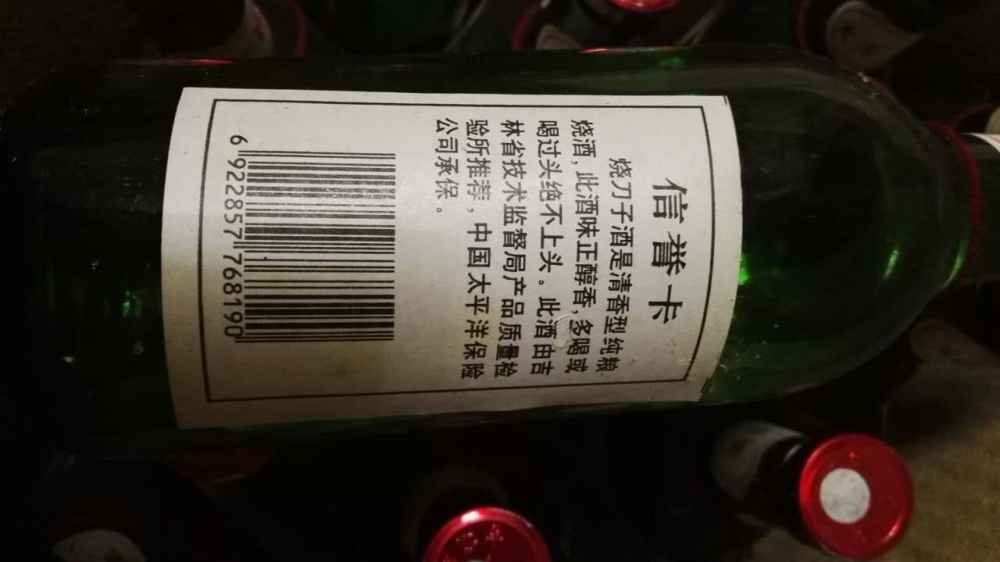 信誉卡
烧刀子酒是清香型纯粮
烧酒，此酒味正醇香，多喝或
喝过头绝不上头。此酒由吉
林省技术监督局产品质量检
验所推荐，中国太平洋保险
公司承保。
6 922857 768190